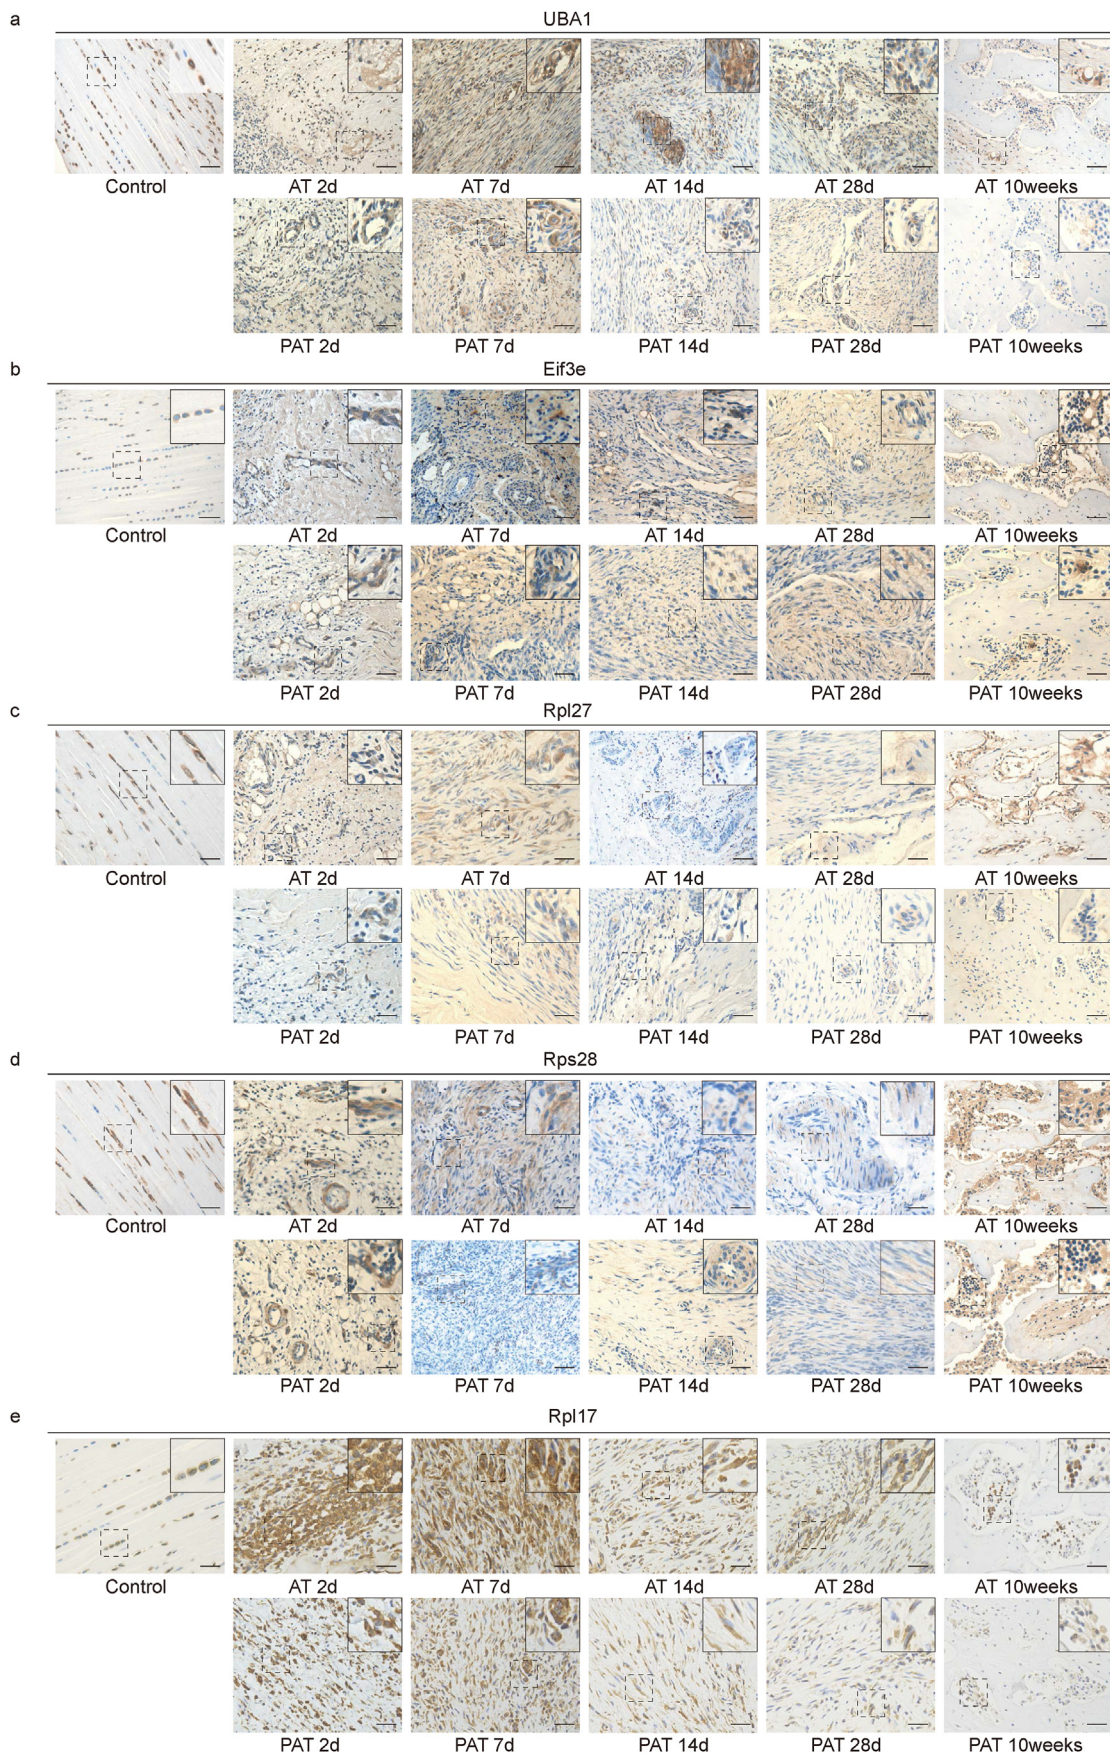 a
UBA1
Control AT 2d AT 7d AT 14d AT 28d AT 10weeks
PAT 2d PAT 7d PAT 14d PAT 28d PAT 10weeks
b
Eif3e
Control AT 2d AT 7d AT 14d AT 28d AT 10weeks
PAT 2d PAT 7d PAT 14d PAT 28d PAT 10weeks
c
Rpl27
Control AT 2d AT 7d AT 14d AT 28d AT 10weeks
PAT 2d PAT 7d PAT 14d PAT 28d PAT 10weeks
d
Rps28
Control AT 2d AT 7d AT 14d AT 28d AT 10weeks
PAT 2d PAT 7d PAT 14d PAT 28d PAT 10weeks
e
Rpl17
Control AT 2d AT 7d AT 14d AT 28d AT 10weeks
PAT 2d PAT 7d PAT 14d PAT 28d PAT 10weeks